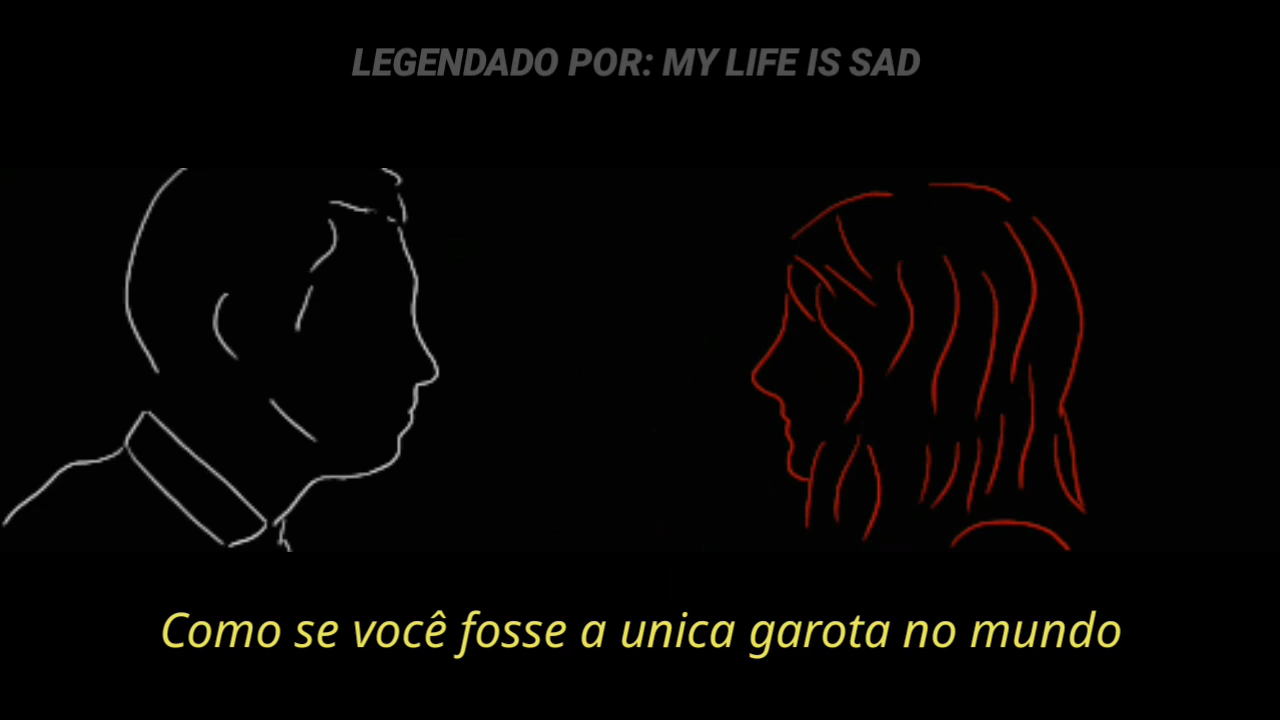 LEGENDADO POR: MY LIFE IS SAD
Como se você fosse a unica garota no mundo